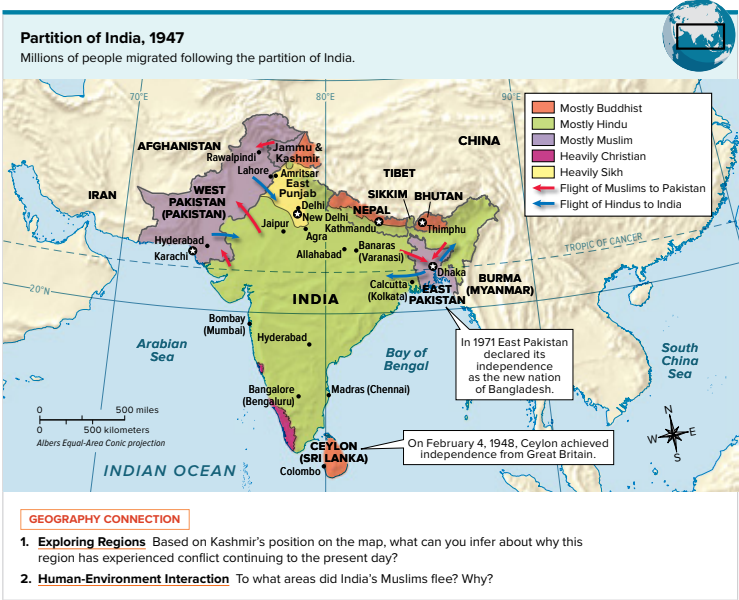 Partition of India, 1947
Millions of people migrated following the partition of India.
70°E
80°E
90°E
Mostly Buddhist
Mostly Hindu
Mostly Muslim
Heavily Christian
Heavily Sikh
Flight of Muslims to Pakistan
Flight of Hindus to India
AFGHANISTAN
Jammu &
Kashmir
Rawalpindi
CHINA
Lahore
Amritsar
TIBET
IRAN
WEST
PAKISTAN
(PAKISTAN)
East
Punjab
SIKKIM
BHUTAN
Delhi
New Delhi
NEPAL
Kathmandu
Thimphu
Jaipur
Agra
Hyderabad
Karachi
Allahabad
Banaras
(Varanasi)
TROPIC OF CANCER
Dhaka
Calcutta
(Kolkata)
EAST
PAKISTAN
BURMA
(MYANMAR)
20°N
INDIA
Bombay
(Mumbai)
Hyderabad
Arabian
Sea
Bay of
Bengal
In 1971 East Pakistan
declared its
independence
as the new nation
of Bangladesh.
South
China
Sea
Bangalore
(Bengaluru)
Madras (Chennai)
0 500 miles
0 500 kilometers
Albers Equal-Area Conic projection
N
W E
S
CEYLON
(SRI LANKA)
Colombo
On February 4, 1948, Ceylon achieved
independence from Great Britain.
INDIAN OCEAN
GEOGRAPHY CONNECTION
1. Exploring Regions Based on Kashmir's position on the map, what can you infer about why this
region has experienced conflict continuing to the present day?
2. Human-Environment Interaction To what areas did India's Muslims flee? Why?